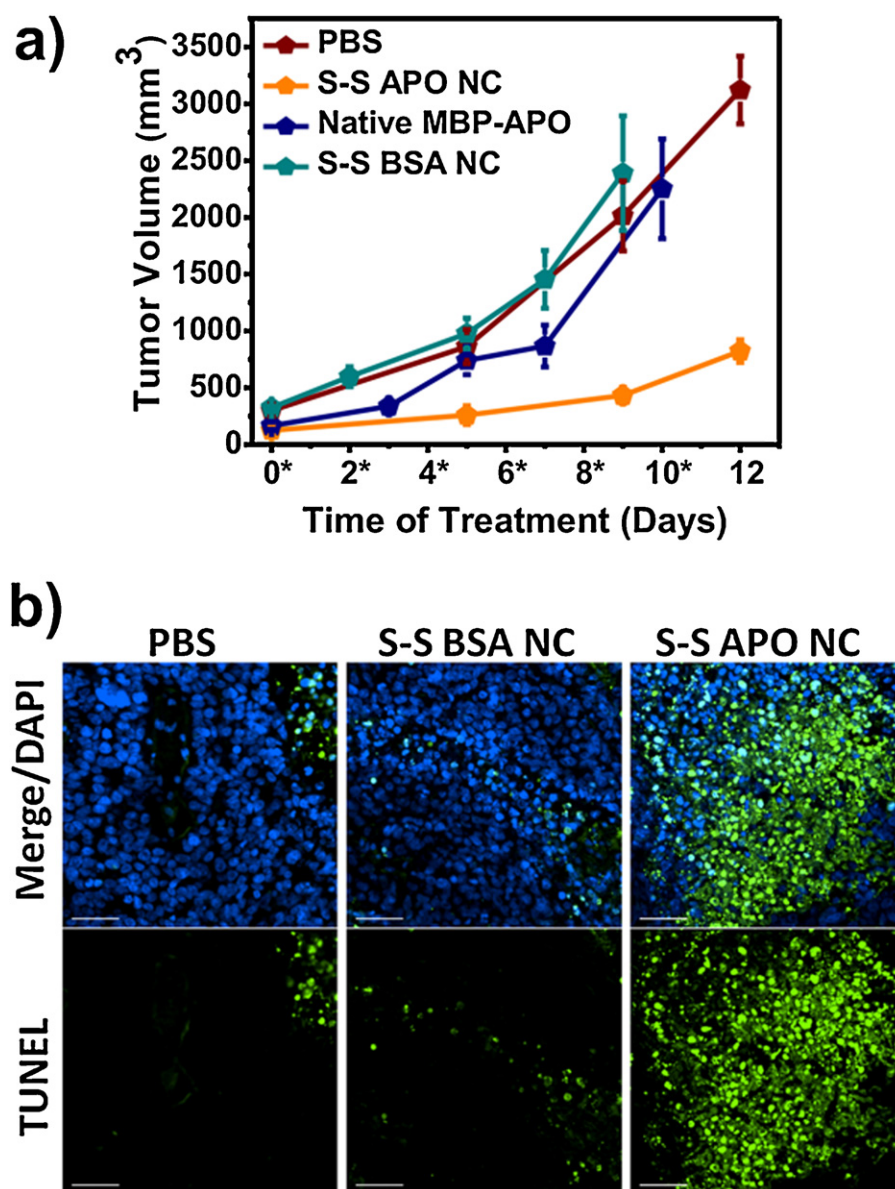 a)
Tumor Volume (mm3)
3500
3000
2500
2000
1500
1000
500
0
PBS
S-S APO NC
Native MBP-APO
S-S BSA NC
0* 2* 4* 6* 8* 10* 12
Time of Treatment (Days)
b)
PBS S-S BSA NC S-S APO NC
Merge/DAPI
TUNEL